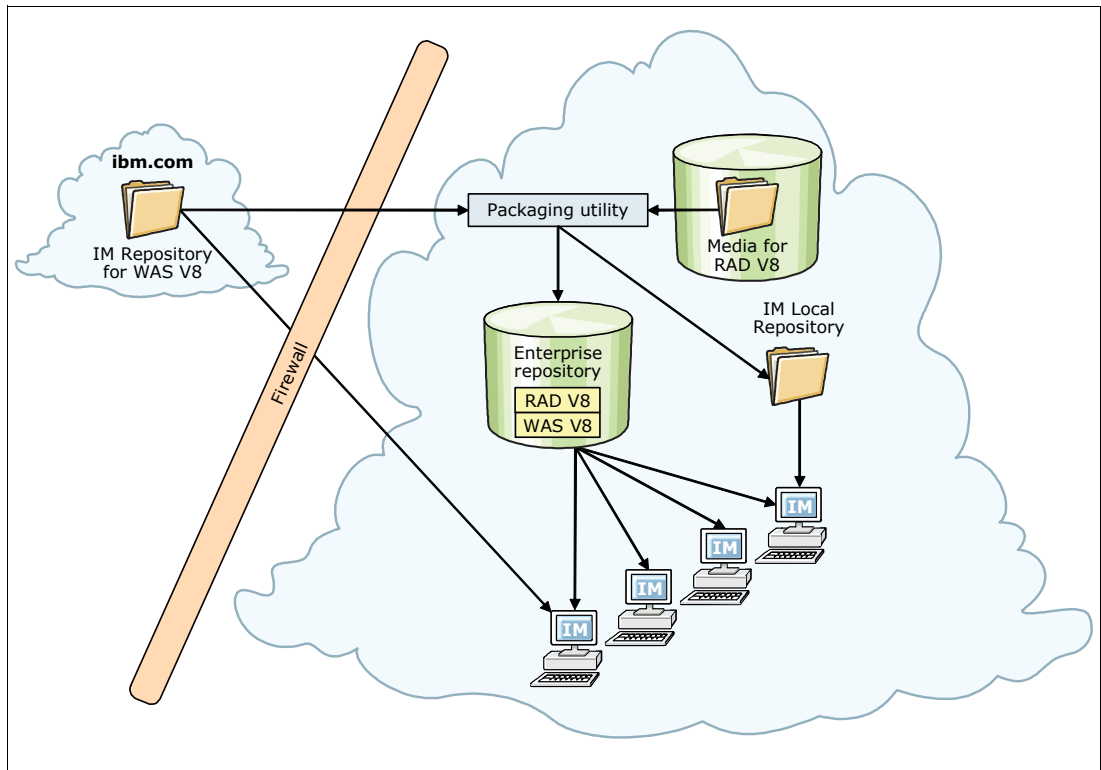 ibm.com
IM Repository
for WAS V8
Firewall
Packaging utility
Media for
RAD V8
IM Local
Repository
Enterprise
repository
RAD V8
WAS V8
IM
IM
IM
IM